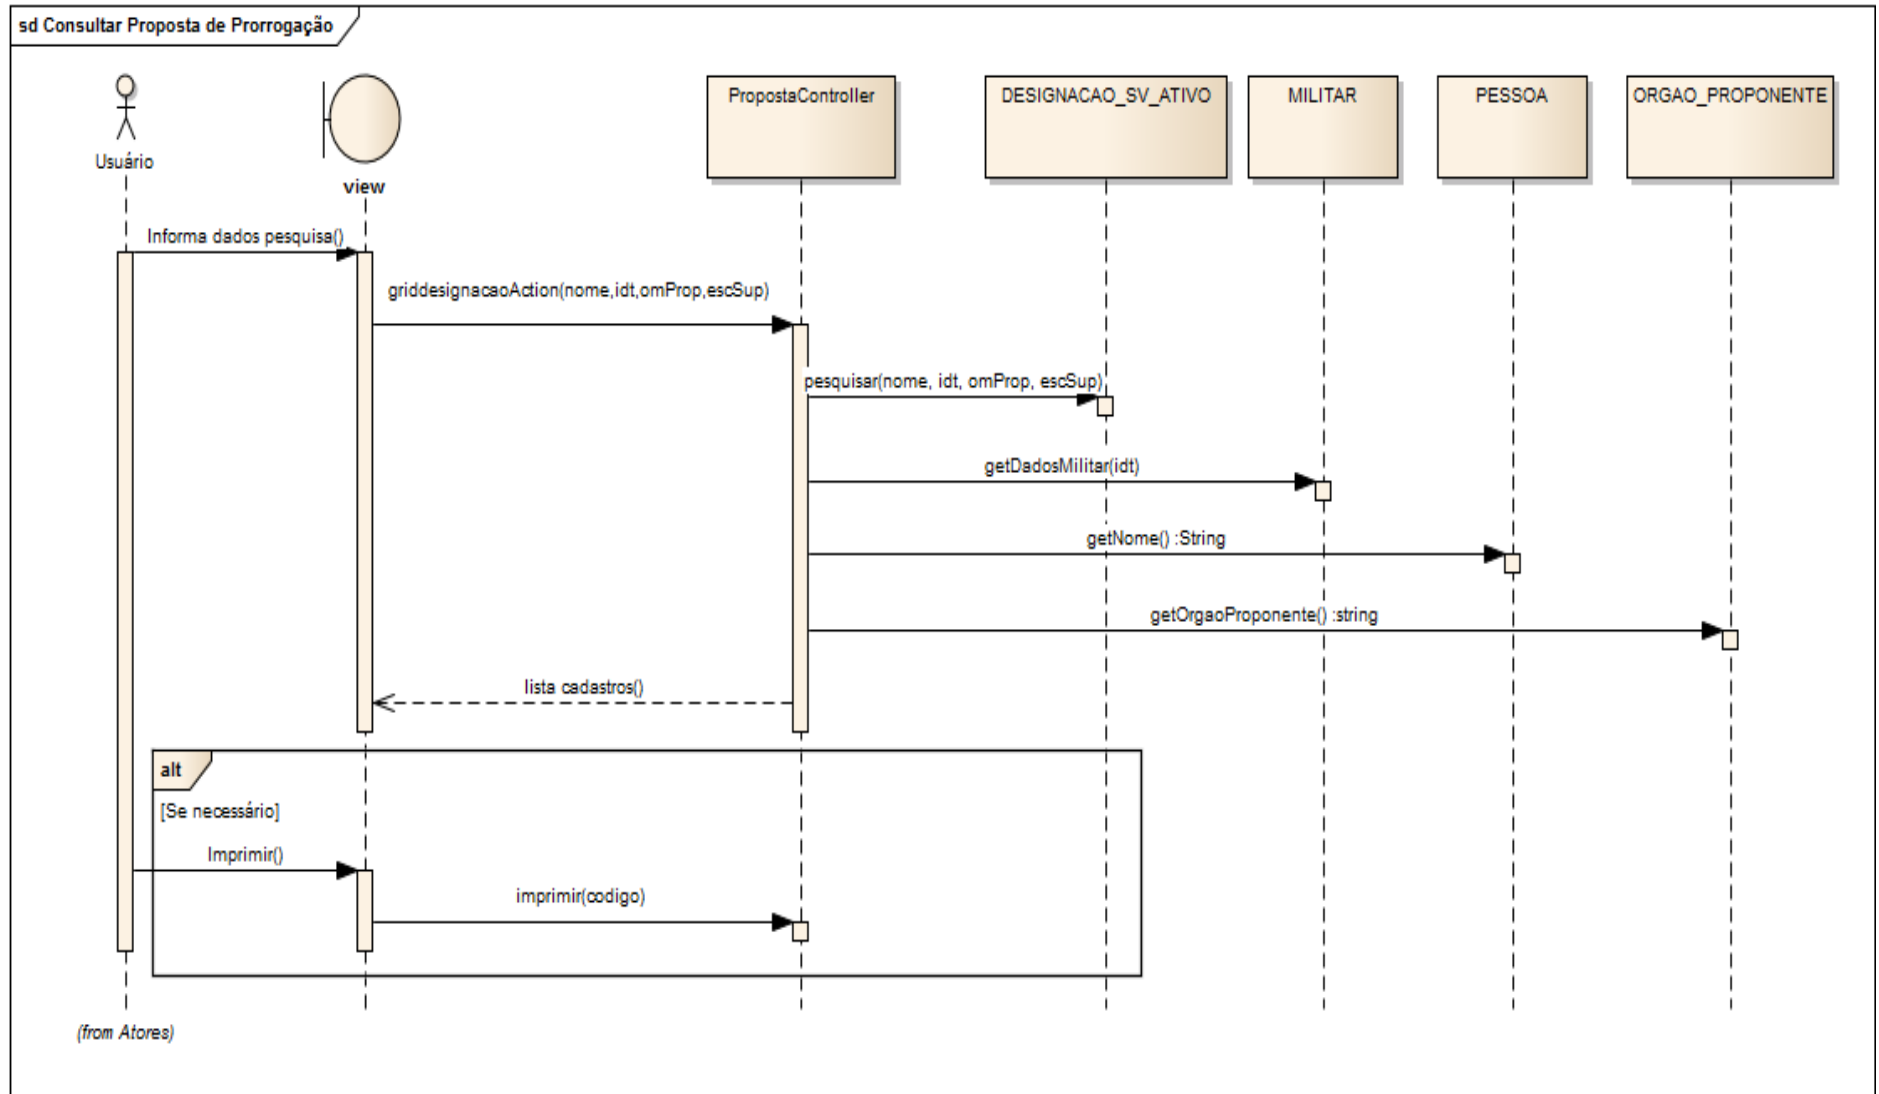 sd Consultar Proposta de Prorrogação
Usuário
view
PropostaController
DESIGNACAO_SV_ATIVO
MILITAR
PESSOA
ORGAO_PROPONENTE
Informa dados pesquisa()
griddesignacaoAction(nome,idt,omProp,escSup)
pesquisar(nome, idt, omProp, escSup)
getDadosMilitar(idt)
getNome() :String
getOrgaoProponente() :string
lista cadastros()
alt
[Se necessário]
Imprimir()
imprimir(codigo)
(from Atores)